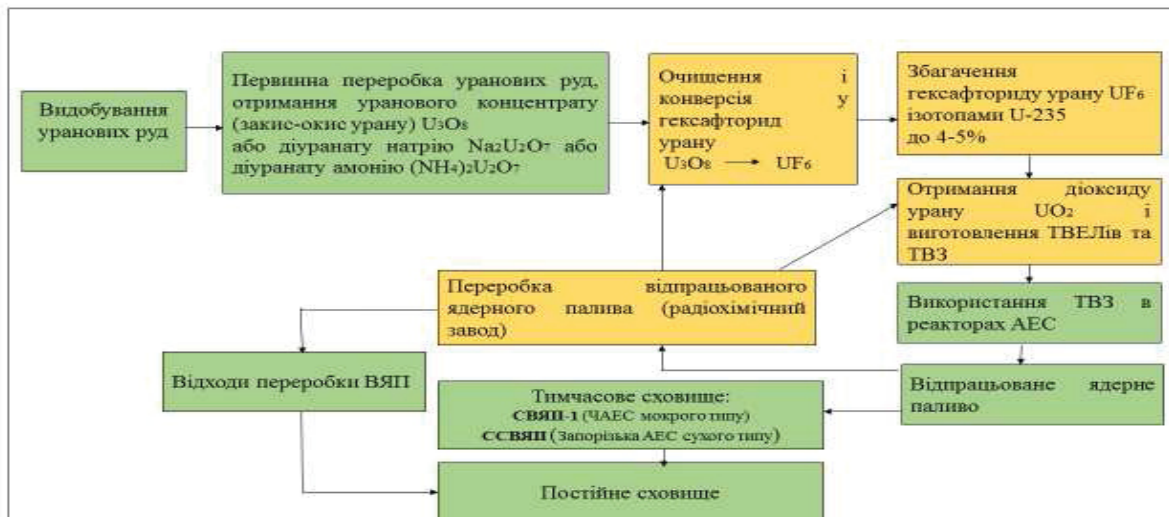 Видобування
уранових руд
Первинна переробка уранових руд,
отримання уранового концентрату
(закис-окис урану) U₃O₈
або діуранату натрію Na₂U₂O₇ або
діуранату амонію (NH₄)₂U₂O₇
Очищення і
конверсія у
гексафторид
урану
U₃O₈ → UF₆
Збагачення
гексафториду урану UF₆
ізотопами U-235
до 4-5%
Отримання діоксиду
урану UO₂ і
виготовлення ТВЕЛів та
ТВЗ
Переробка відпрацьованого
ядерного палива (радіохімічний
завод)
Використання ТВЗ в
реакторах АЕС
Відходи переробки ВЯП
Відпрацьоване ядерне
паливо
Тимчасове сховище:
СВЯП-1 (ЧАЕС мокрого типу)
ССВЯП (Запорізька АЕС сухого типу)
Постійне сховище